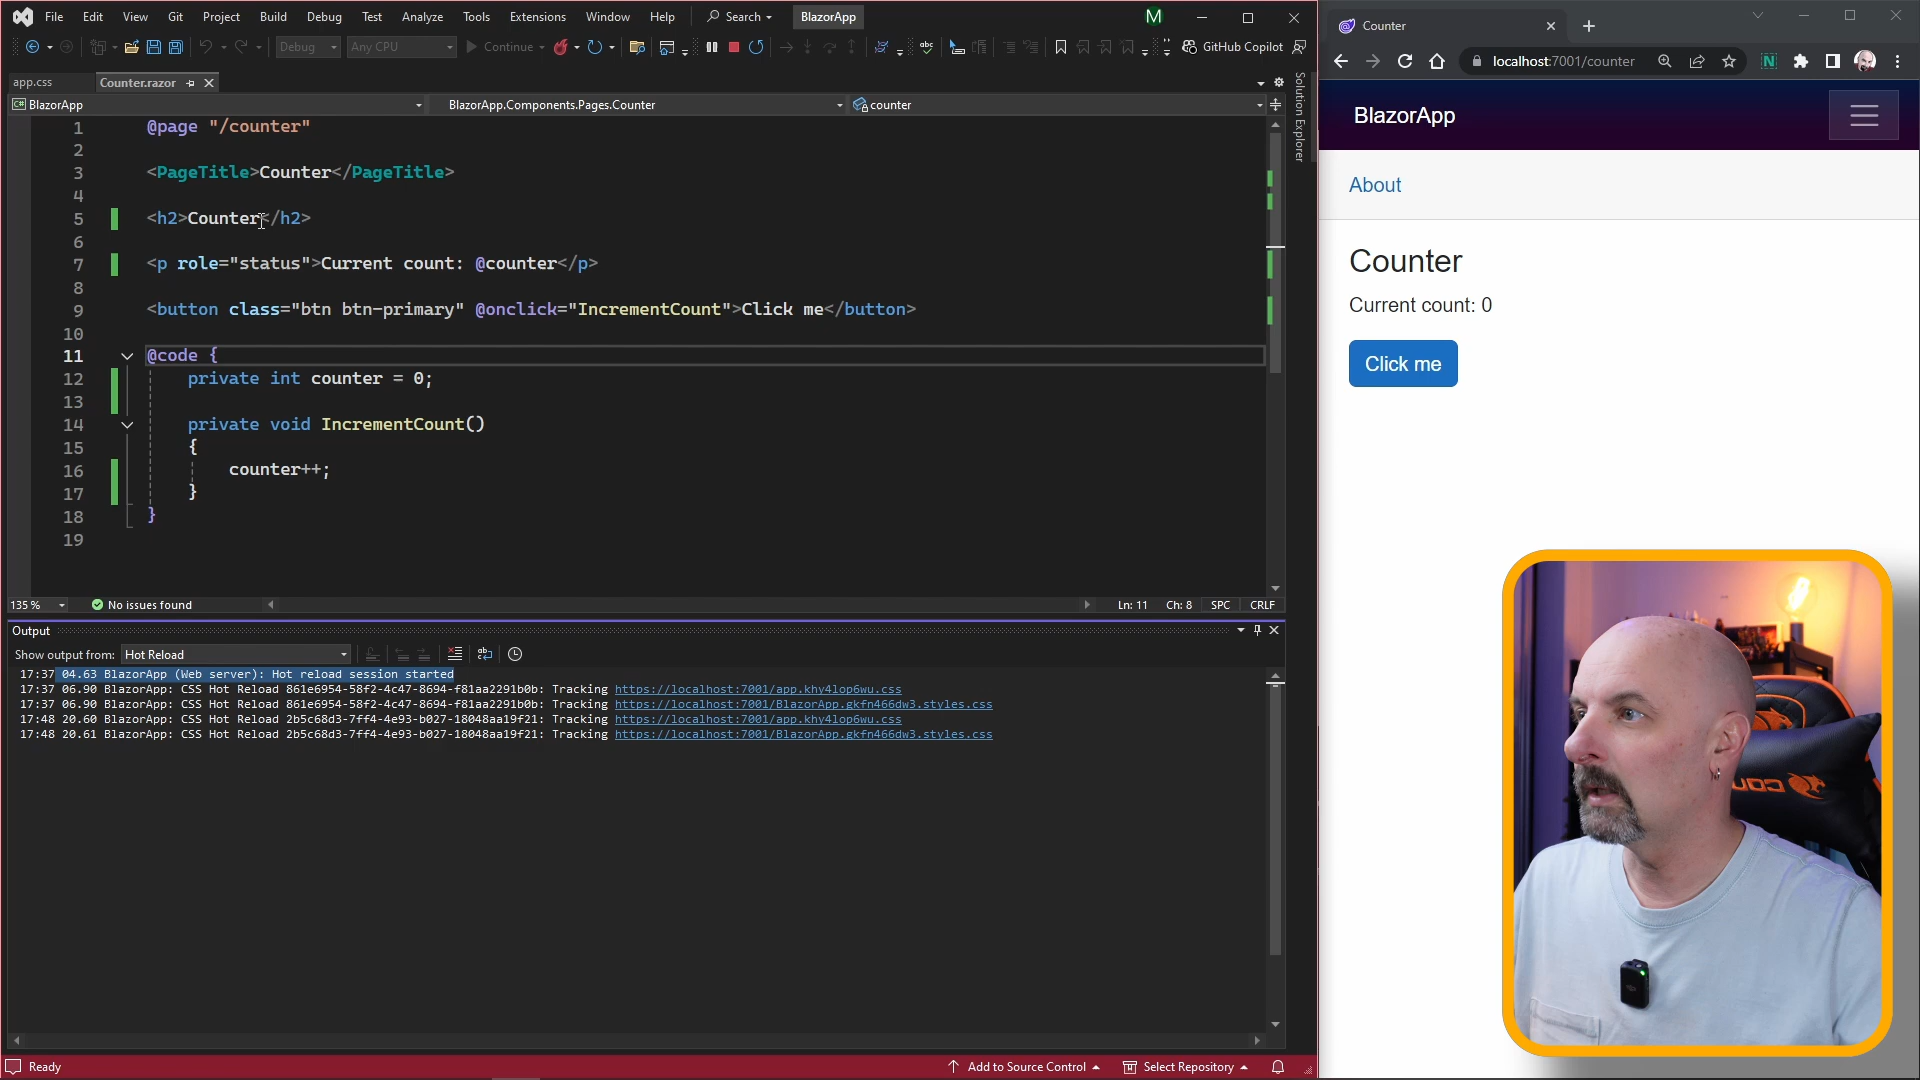 File Edit View Git Project Build Debug Test Analyze Tools Extensions Window Help Search BlazorApp M
Debug Any CPU Continue abc GitHub Copilot
app.css Counter.razor
C# BlazorApp BlazorApp.Components.Pages.Counter counter
Solution Explorer
1 @page "/counter"
2
3 <PageTitle>Counter</PageTitle>
4
5 <h2>Counter</h2>
6
7 <p role="status">Current count: @counter</p>
8
9 <button class="btn btn-primary" @onclick="IncrementCount">Click me</button>
10
11 @code {
12 private int counter = 0;
13
14 private void IncrementCount()
15 {
16 counter++;
17 }
18 }
19
135 % No issues found Ln: 11 Ch: 8 SPC CRLF
Output
Show output from: Hot Reload
17:37 04.63 BlazorApp (Web server): Hot reload session started
17:37 06.90 BlazorApp: CSS Hot Reload 861e6954-58f2-4c47-8694-f81aa2291b0b: Tracking https://localhost:7001/app.khy4lop6wu.css
17:37 06.90 BlazorApp: CSS Hot Reload 861e6954-58f2-4c47-8694-f81aa2291b0b: Tracking https://localhost:7001/BlazorApp.gkfn466dw3.styles.css
17:48 20.60 BlazorApp: CSS Hot Reload 2b5c68d3-7ff4-4e93-b027-18048aa19f21: Tracking https://localhost:7001/app.khy4lop6wu.css
17:48 20.61 BlazorApp: CSS Hot Reload 2b5c68d3-7ff4-4e93-b027-18048aa19f21: Tracking https://localhost:7001/BlazorApp.gkfn466dw3.styles.css
Ready Add to Source Control Select Repository
Counter
localhost:7001/counter N
BlazorApp
About
Counter
Current count: 0
Click me